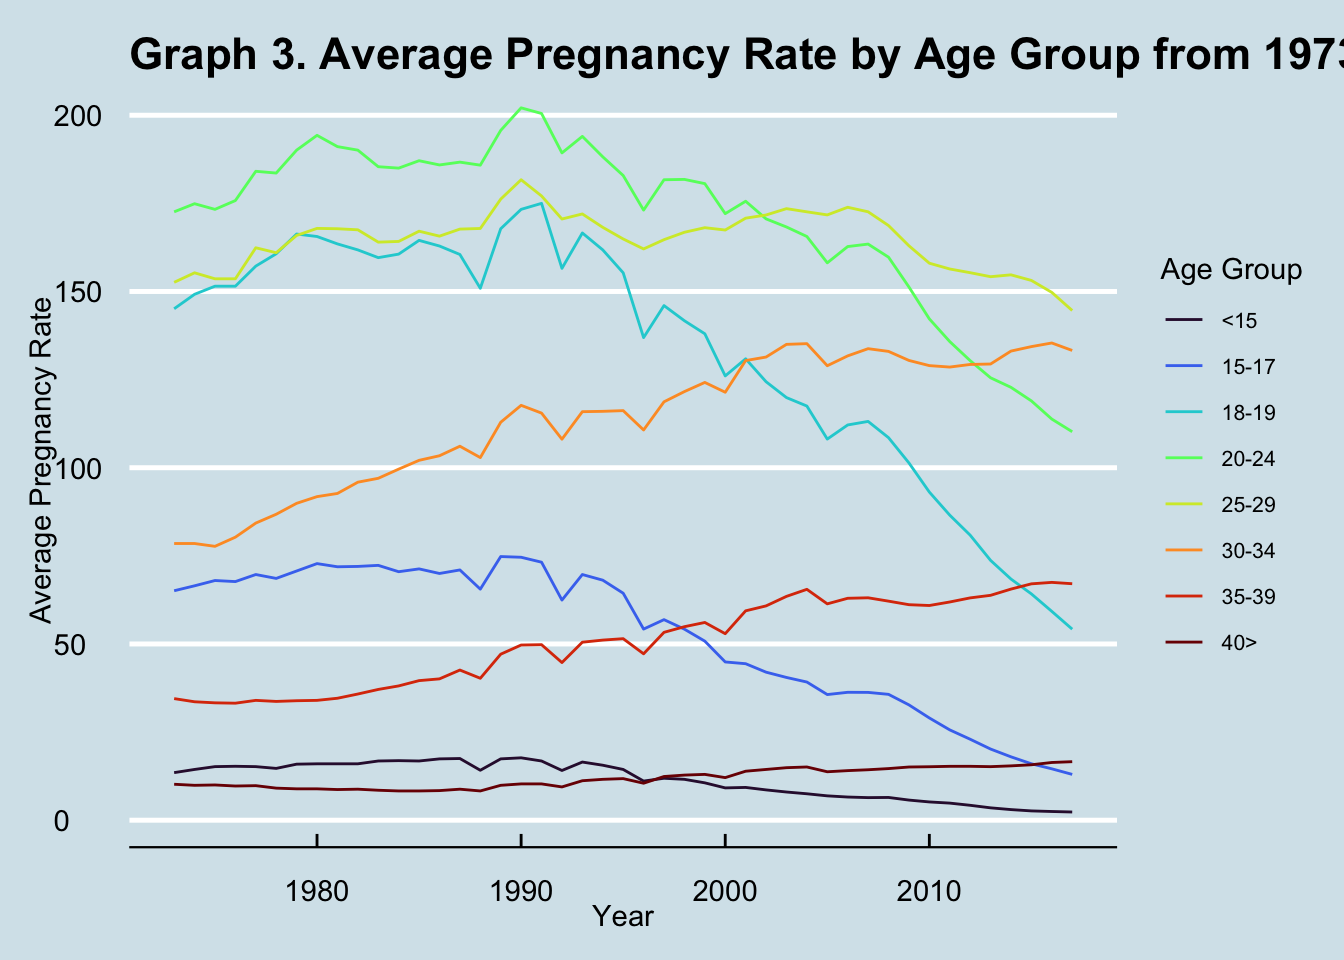 Graph 3. Average Pregnancy Rate by Age Group from 1973
200
150
100
50
0
Average Pregnancy Rate
1980 1990 2000 2010
Year
Age Group
<15
15-17
18-19
20-24
25-29
30-34
35-39
40>